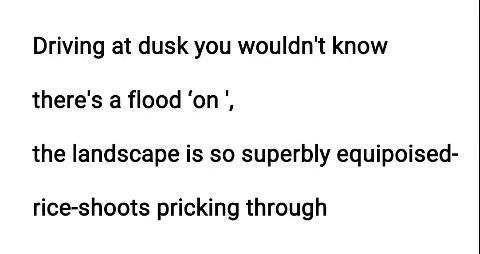 Driving at dusk you wouldn't know
there's a flood ‘on ',
the landscape is so superbly equipoised-
rice-shoots pricking through